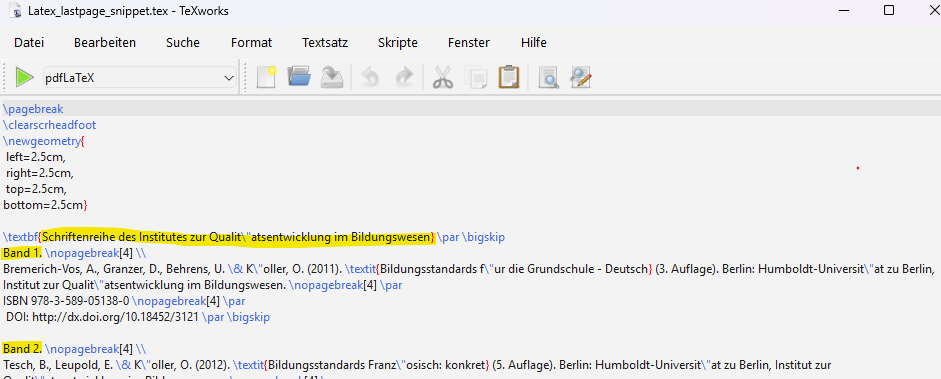 Latex_lastpage_snippet.tex - TeXworks
Datei Bearbeiten Suche Format Textsatz Skripte Fenster Hilfe
pdfLaTeX
\pagebreak
\clearscrheadfoot
\newgeometry{
left=2.5cm,
right=2.5cm,
top=2.5cm,
bottom=2.5cm}
\textbf{Schriftenreihe des Institutes zur Qualit\"atsentwicklung im Bildungswesen} \par \bigskip
Band 1. \nopagebreak[4] \\
Bremerich-Vos, A., Granzer, D., Behrens, U. \& K\"oller, O. (2011). \textit{Bildungsstandards f\"ur die Grundschule - Deutsch} (3. Auflage). Berlin: Humboldt-Universit\"at zu Berlin,
Institut zur Qualit\"atsentwicklung im Bildungswesen. \nopagebreak[4] \par
ISBN 978-3-589-05138-0 \nopagebreak[4] \par
DOI: http://dx.doi.org/10.18452/3121 \par \bigskip
Band 2. \nopagebreak[4] \\
Tesch, B., Leupold, E. \& K\"oller, O. (2012). \textit{Bildungsstandards Franz\"osisch: konkret} (5. Auflage). Berlin: Humboldt-Universit\"at zu Berlin, Institut zur